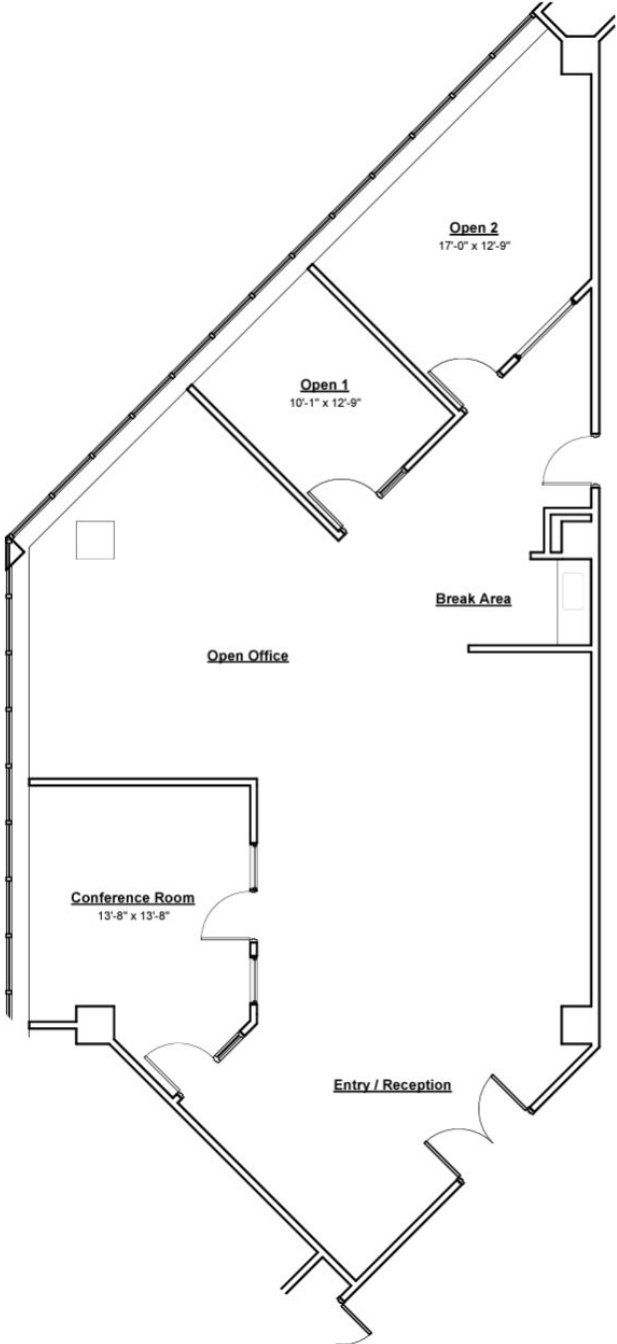 Open 2
17'-0" x 12'-9"
Open 1
10'-1" x 12'-9"
Break Area
Open Office
Conference Room
13'-8" x 13'-8"
Entry / Reception